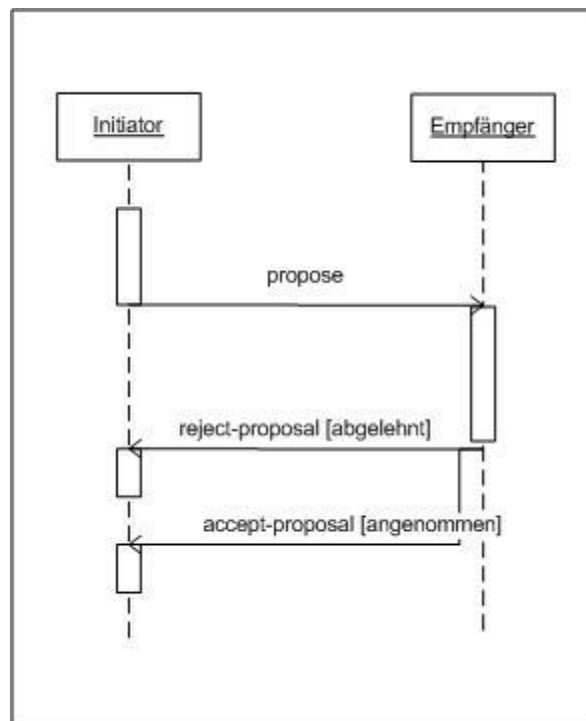 Initiator
Empfänger
propose
reject-proposal [abgelehnt]
accept-proposal [angenommen]